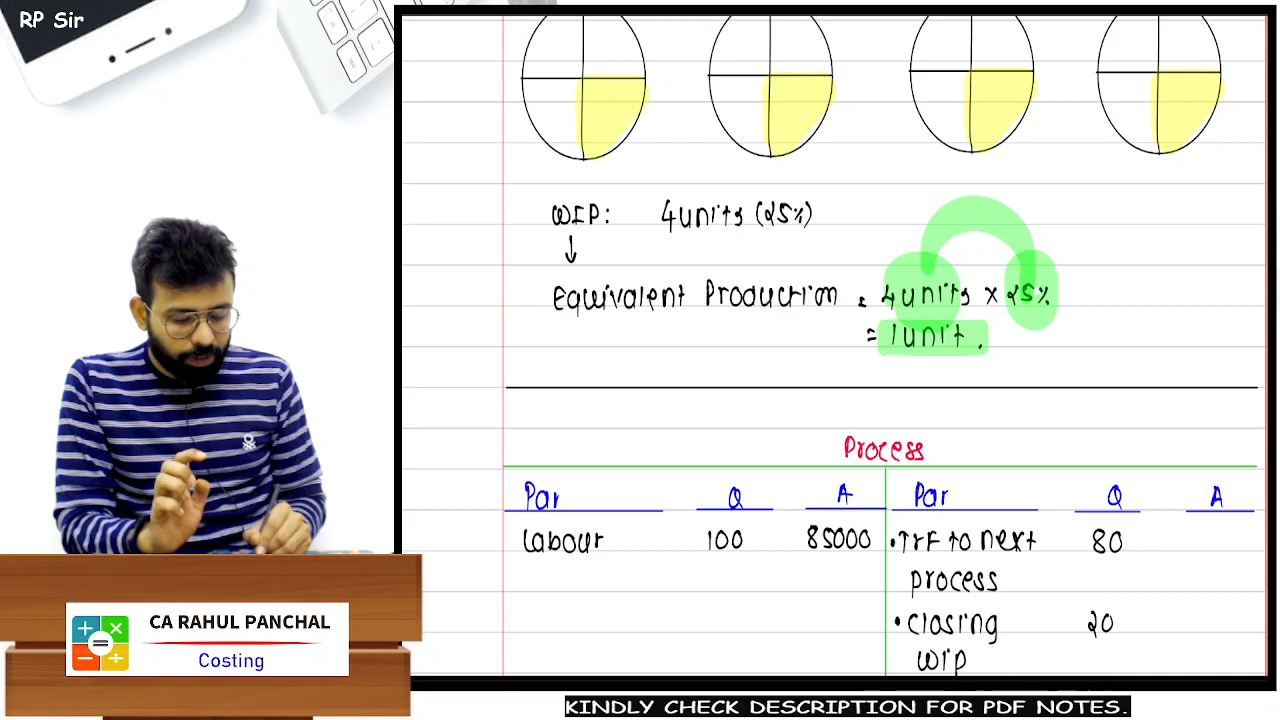 RP Sir
WIP: 4units (25%)
Equivalent Production = 4units × 25%
= 1unit.
Process
Par Q A Par Q A
Labour 100 85000 • Trf to next 80
process
• Closing 20
WIP
CA RAHUL PANCHAL
Costing
KINDLY CHECK DESCRIPTION FOR PDF NOTES.